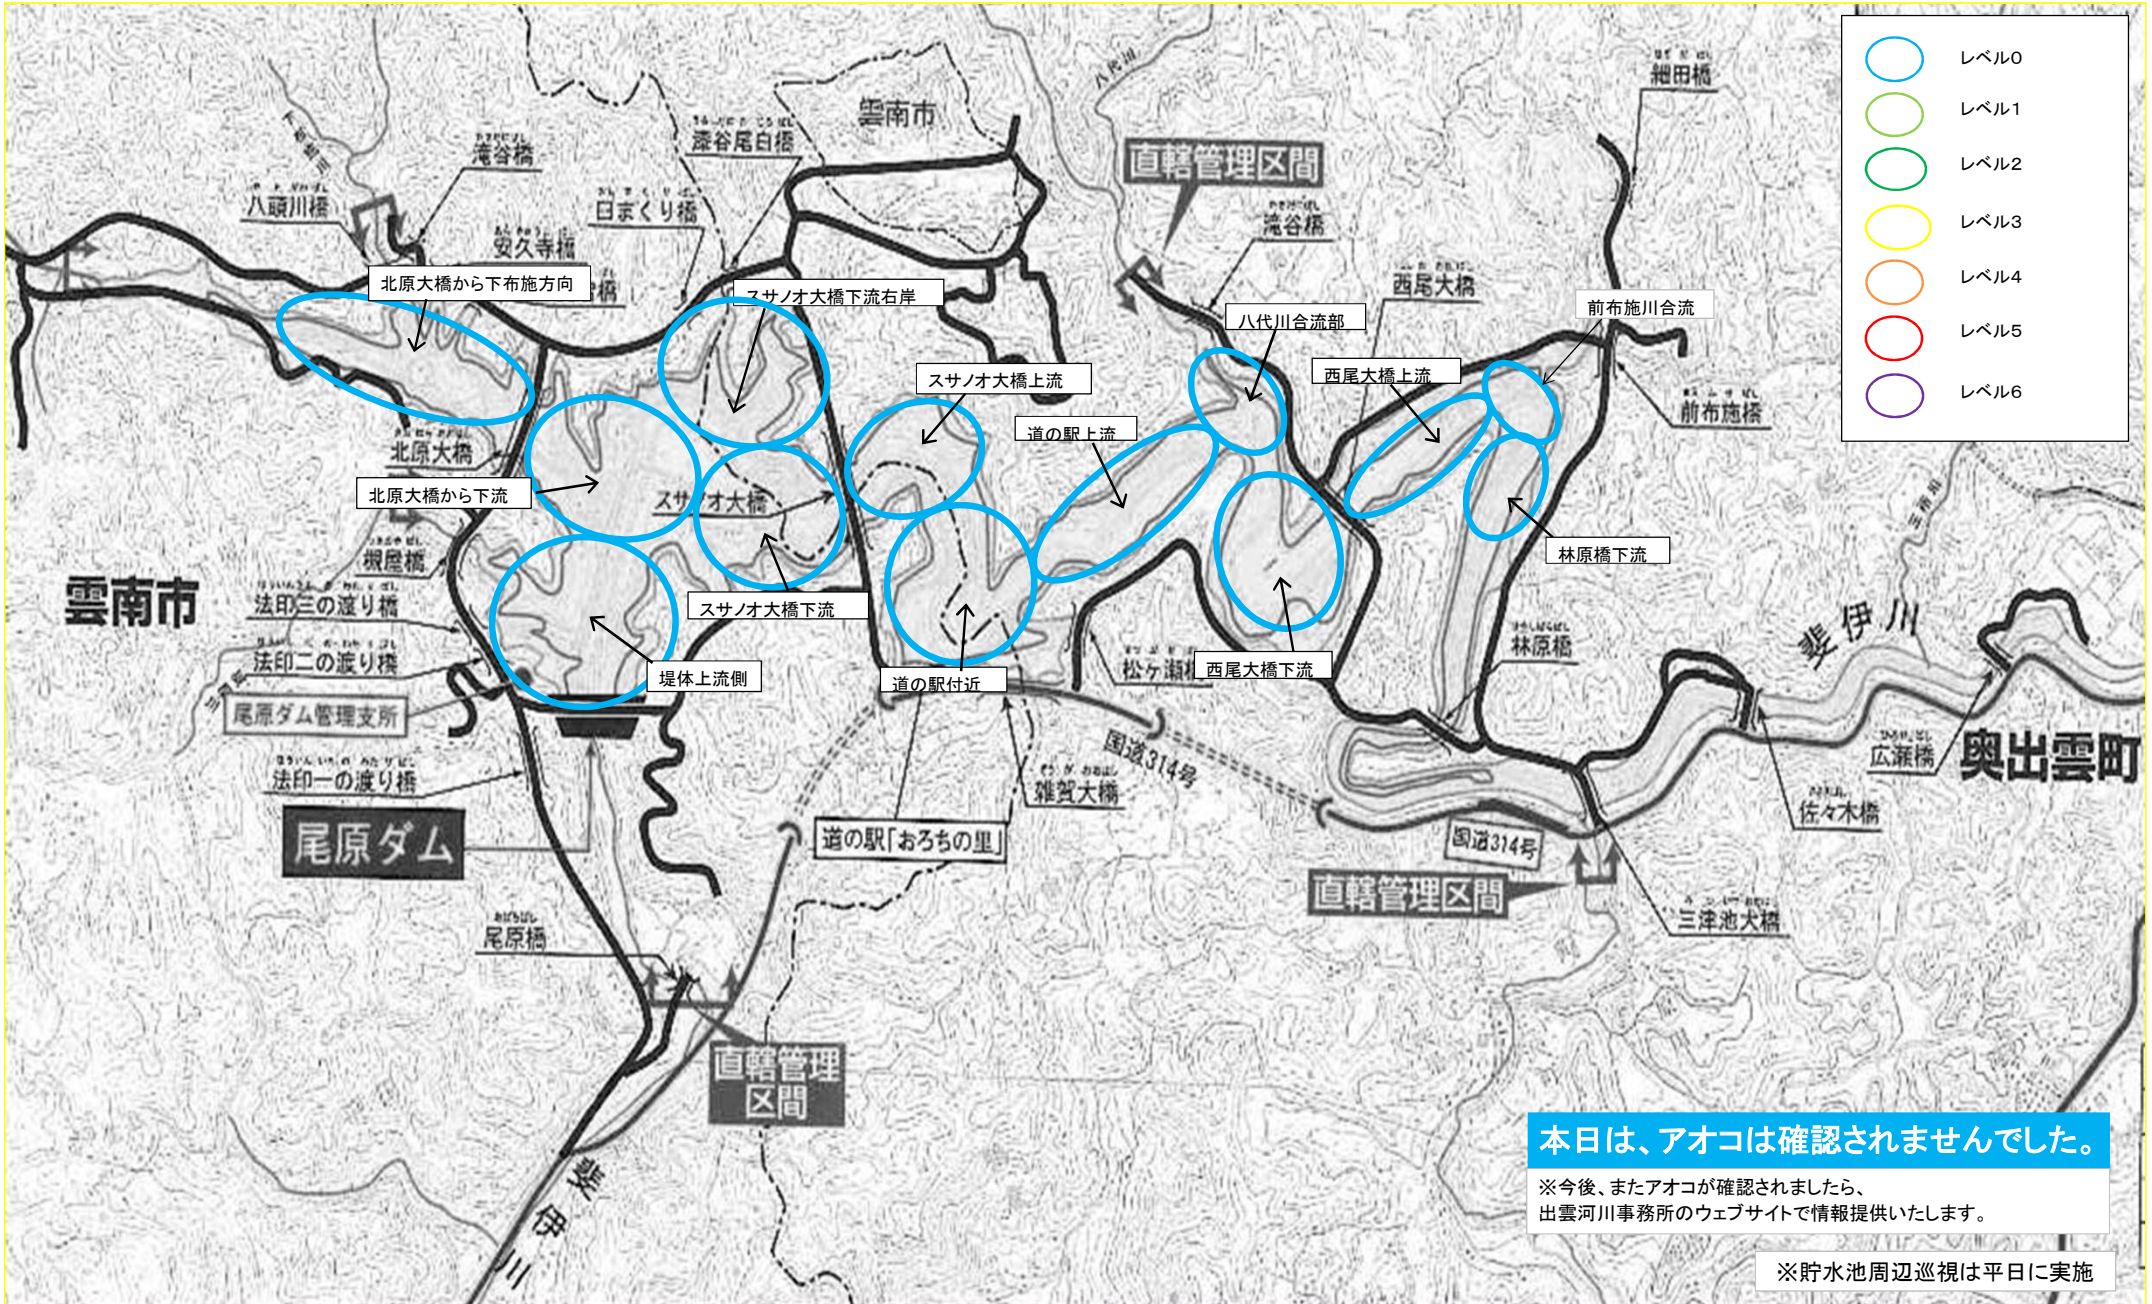 レベル0
レベル1
レベル2
レベル3
レベル4
レベル5
レベル6
細田橋
八代川
雲南市
漆谷尾白橋
滝谷橋
直轄管理区間
八頭川橋
日まくり橋
滝谷橋
安久寺橋
西尾大橋
北原大橋から下布施方向
スサノオ大橋下流右岸
前布施川合流
八代川合流部
スサノオ大橋上流
西尾大橋上流
前布施橋
道の駅上流
北原大橋
北原大橋から下流
スサノオ大橋
槻屋橋
林原橋下流
雲南市
法印三の渡り橋
スサノオ大橋下流
斐伊川
林原橋
法印二の渡り橋
堤体上流側
道の駅付近
松ヶ瀬橋
西尾大橋下流
尾原ダム管理支所
国道314号
広瀬橋
奥出雲町
法印一の渡り橋
雑賀大橋
佐々木橋
尾原ダム
道の駅「おろちの里」
国道314号
直轄管理区間
三津池大橋
尾原橋
直轄管理
区間
斐伊川
本日は、アオコは確認されませんでした。
※今後、またアオコが確認されましたら、
出雲河川事務所のウェブサイトで情報提供いたします。
※貯水池周辺巡視は平日に実施